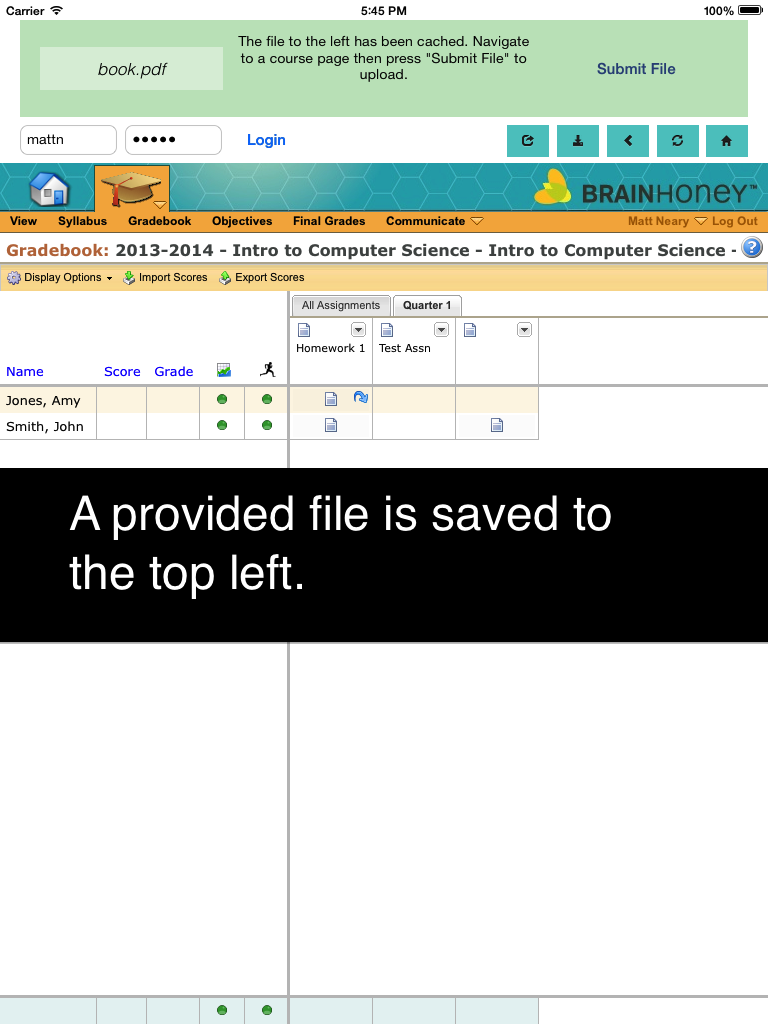 Carrier 5:45 PM 100%
The file to the left has been cached. Navigate
to a course page then press "Submit File" to
upload.
book.pdf
Submit File
mattn ••••• Login
BRAINHONEY™
View Syllabus Gradebook Objectives Final Grades Communicate Matt Neary Log Out
Gradebook: 2013-2014 - Intro to Computer Science - Intro to Computer Science - ?
Display Options Import Scores Export Scores
All Assignments Quarter 1
Homework 1 Test Assn
Name Score Grade
Jones, Amy
Smith, John
A provided file is saved to
the top left.